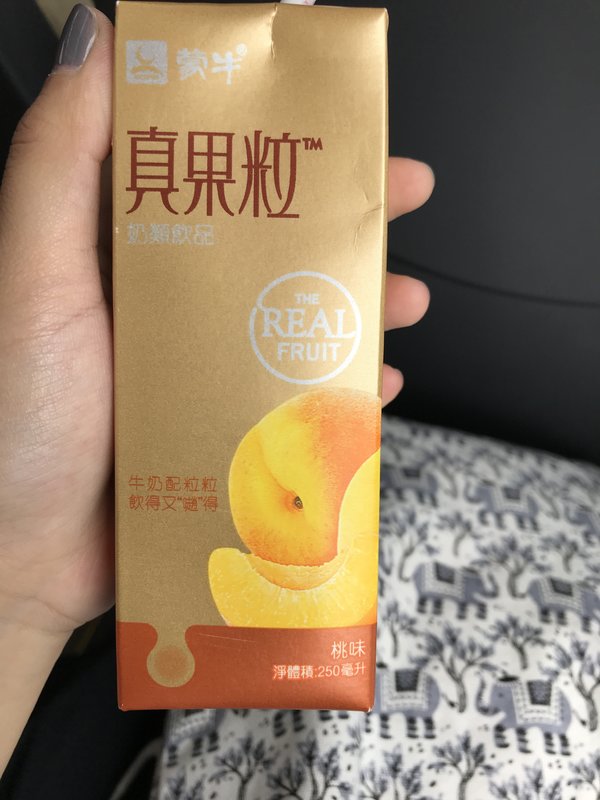 蒙牛®
真果粒™
奶類飲品
THE
REAL
FRUIT
牛奶配粒粒
飲得又“噍”得
桃味
淨體積:250毫升